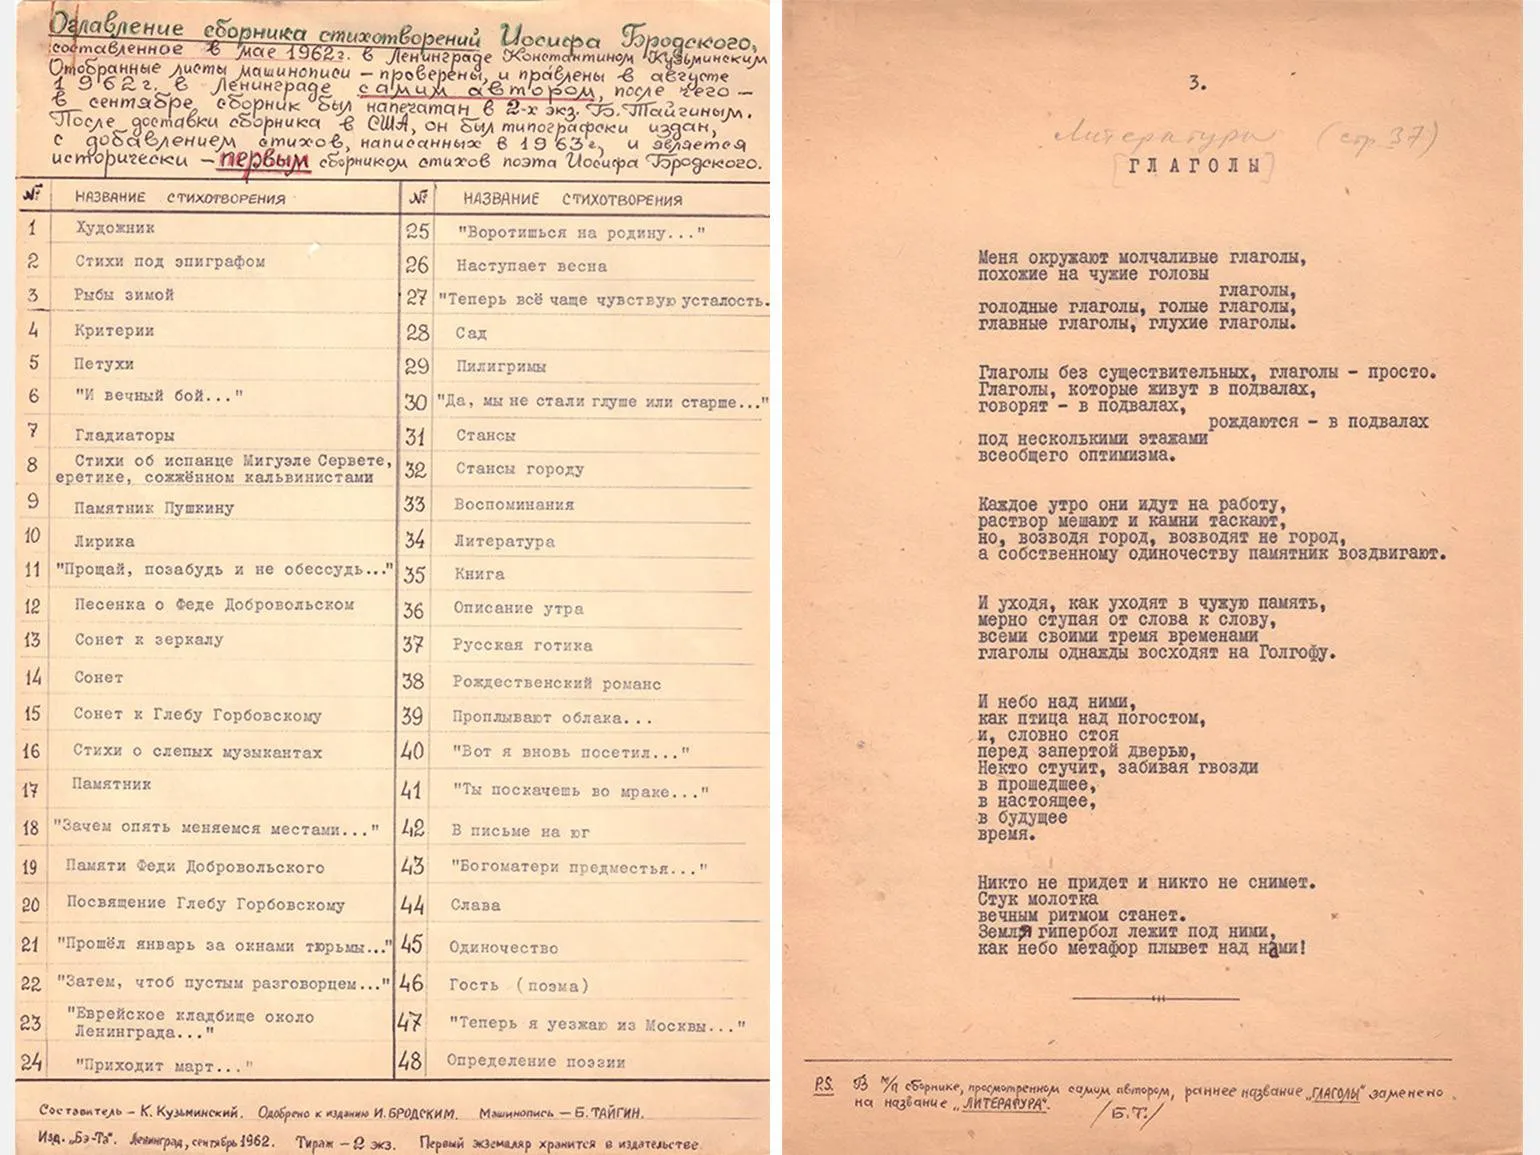 Оглавление сборника стихотворений Иосифа Бродского,
составленное в мае 1962г. в Ленинграде Константином Кузьминским
Отобранные листы машинописи – проверены, и правлены в августе
1962г. в Ленинграде самим автором, после чего –
в сентябре сборник был напечатан в 2-х экз. Б. Тайгиным.
После доставки сборника в США, он был типографски издан,
с добавлением стихов, написанных в 1963г, и является
исторически – первым сборником стихов поэта Иосифа Бродского.
№ НАЗВАНИЕ СТИХОТВОРЕНИЯ
1 Художник
2 Стихи под эпиграфом
3 Рыбы зимой
4 Критерии
5 Петухи
6 "И вечный бой..."
7 Гладиаторы
8 Стихи об испанце Мигуэле Сервете,
еретике, сожжённом кальвинистами
9 Памятник Пушкину
10 Лирика
11 "Прощай, позабудь и не обессудь..."
12 Песенка о Феде Добровольском
13 Сонет к зеркалу
14 Сонет
15 Сонет к Глебу Горбовскому
16 Стихи о слепых музыкантах
17 Памятник
18 "Зачем опять меняемся местами..."
19 Памяти Феди Добровольского
20 Посвящение Глебу Горбовскому
21 "Прошёл январь за окнами тюрьмы..."
22 "Затем, чтоб пустым разговорцем..."
23 "Еврейское кладбище около
Ленинграда..."
24 "Приходит март..."
№ НАЗВАНИЕ СТИХОТВОРЕНИЯ
25 "Воротишься на родину..."
26 Наступает весна
27 "Теперь всё чаще чувствую усталость.
28 Сад
29 Пилигримы
30 "Да, мы не стали глуше или старше..."
31 Стансы
32 Стансы городу
33 Воспоминания
34 Литература
35 Книга
36 Описание утра
37 Русская готика
38 Рождественский романс
39 Проплывают облака...
40 "Вот я вновь посетил..."
41 "Ты поскачешь во мраке..."
42 В письме на юг
43 "Богоматери предместья..."
44 Слава
45 Одиночество
46 Гость (поэма)
47 "Теперь я уезжаю из Москвы..."
48 Определение поэзии
Составитель – К. Кузьминский. Одобрено к изданию И. БРОДСКИМ. Машинопись – Б. ТАЙГИН.
Изд. „Бэ-Та". Ленинград, сентябрь 1962. Тираж – 2 экз. Первый экземпляр хранится в издательстве.
3.
Литература (стр 37)
[ГЛАГОЛЫ]
Меня окружают молчаливые глаголы,
похожие на чужие головы
глаголы,
голодные глаголы, голые глаголы,
главные глаголы, глухие глаголы.
Глаголы без существительных, глаголы – просто.
Глаголы, которые живут в подвалах,
говорят – в подвалах,
рождаются – в подвалах
под несколькими этажами
всеобщего оптимизма.
Каждое утро они идут на работу,
раствор мешают и камни таскают,
но, возводя город, возводят не город,
а собственному одиночеству памятник воздвигают.
И уходя, как уходят в чужую память,
мерно ступая от слова к слову,
всеми своими тремя временами
глаголы однажды восходят на Голгофу.
И небо над ними,
как птица над погостом,
и, словно стоя
перед запертой дверью,
Некто стучит, забивая гвозди
в прошедшее,
в настоящее,
в будущее
время.
Никто не придет и никто не снимет.
Стук молотка
вечным ритмом станет.
Земля гипербол лежит под ними,
как небо метафор плывет над нами!
P.S. В м/п сборнике, просмотренном самим автором, раннее название „ГЛАГОЛЫ" заменено
на название „ЛИТЕРАТУРА".
/Б.Т./